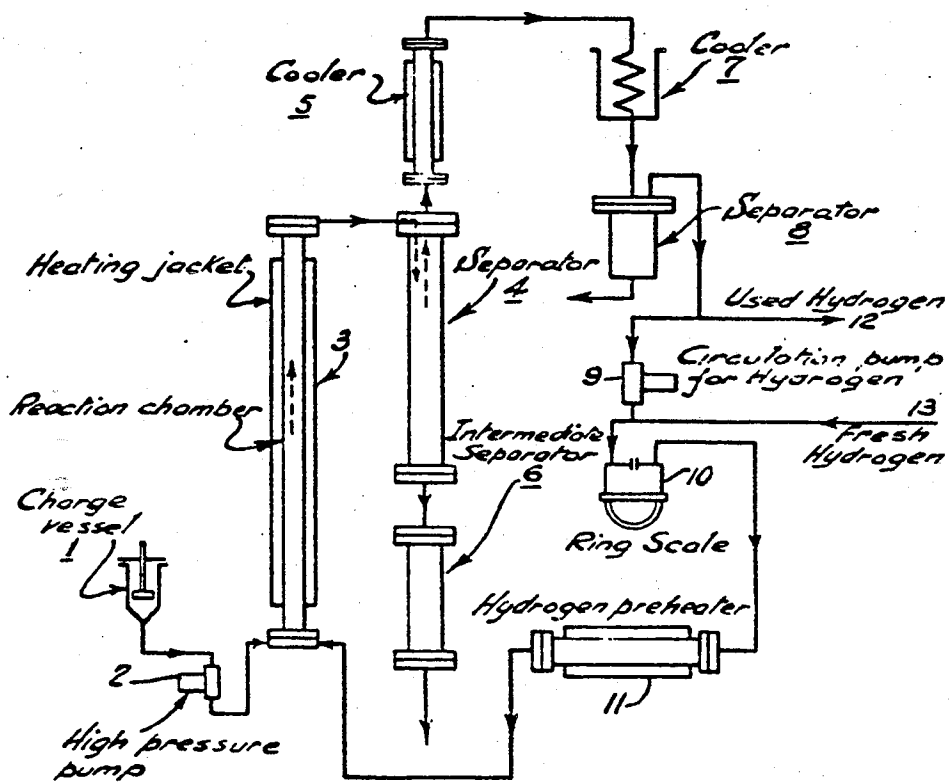 Cooler
5
Cooler
7
Heating jacket
Separator
4
Separator
8
Used Hydrogen
12
3
9
Circulation pump
for Hydrogen
13
Fresh
Hydrogen
Reaction chamber
Intermediate
Separator
6
10
Ring Scale
Charge
vessel
1
Hydrogen preheater
2
11
High pressure
pump